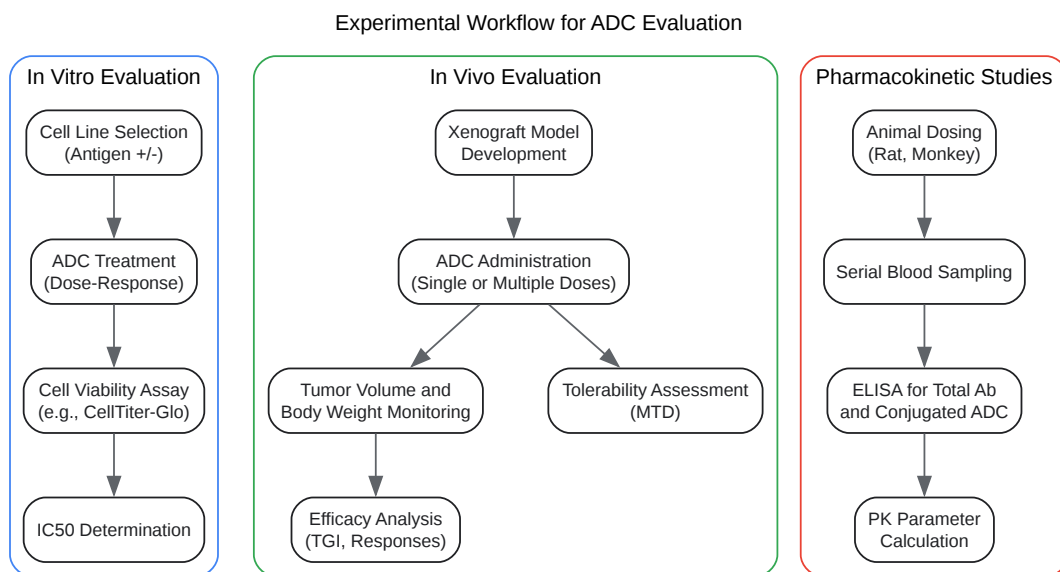 Experimental Workflow for ADC Evaluation
In Vitro Evaluation
Cell Line Selection
(Antigen +/-)
ADC Treatment
(Dose-Response)
Cell Viability Assay
(e.g., CellTiter-Glo)
IC50 Determination
In Vivo Evaluation
Xenograft Model
Development
ADC Administration
(Single or Multiple Doses)
Tumor Volume and
Body Weight Monitoring
Tolerability Assessment
(MTD)
Efficacy Analysis
(TGI, Responses)
Pharmacokinetic Studies
Animal Dosing
(Rat, Monkey)
Serial Blood Sampling
ELISA for Total Ab
and Conjugated ADC
PK Parameter
Calculation